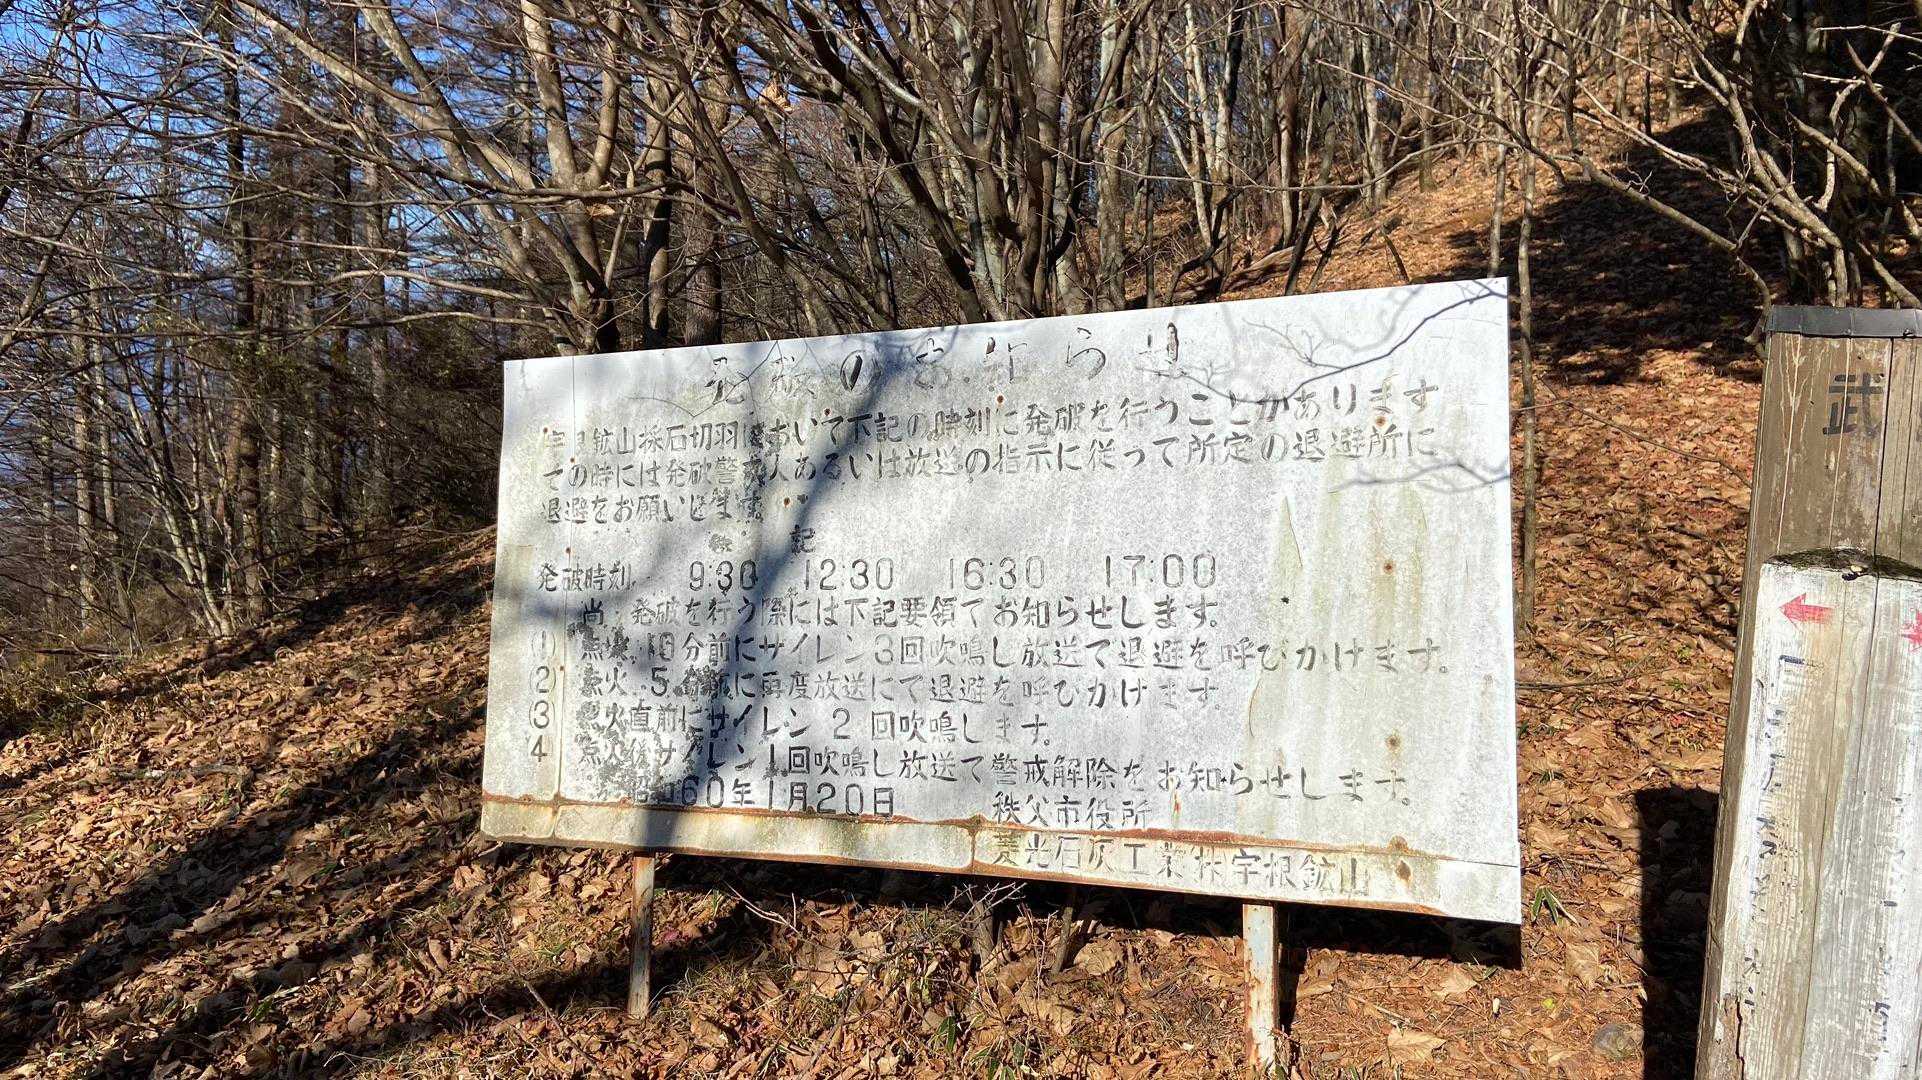 発破のお知らせ
宇根鉱山採石切羽において下記の時刻に発破を行うことがあります
その時には発破警戒人あるいは放送の指示に従って所定の退避所に
退避をお願いします
記
発破時刻 9:30 12:30 16:30 17:00
尚 発破を行う際には下記要領でお知らせします。
(1) 点火 10分前にサイレン3回吹鳴し放送で退避を呼びかけます。
(2) 点火 5分前に再度放送にて退避を呼びかけます。
(3) 点火直前にサイレン2回吹鳴します。
4 点火後サイレン1回吹鳴し放送で警戒解除をお知らせします。
昭和60年1月20日 秩父市役所
菱光石灰工業㈱宇根鉱山
武